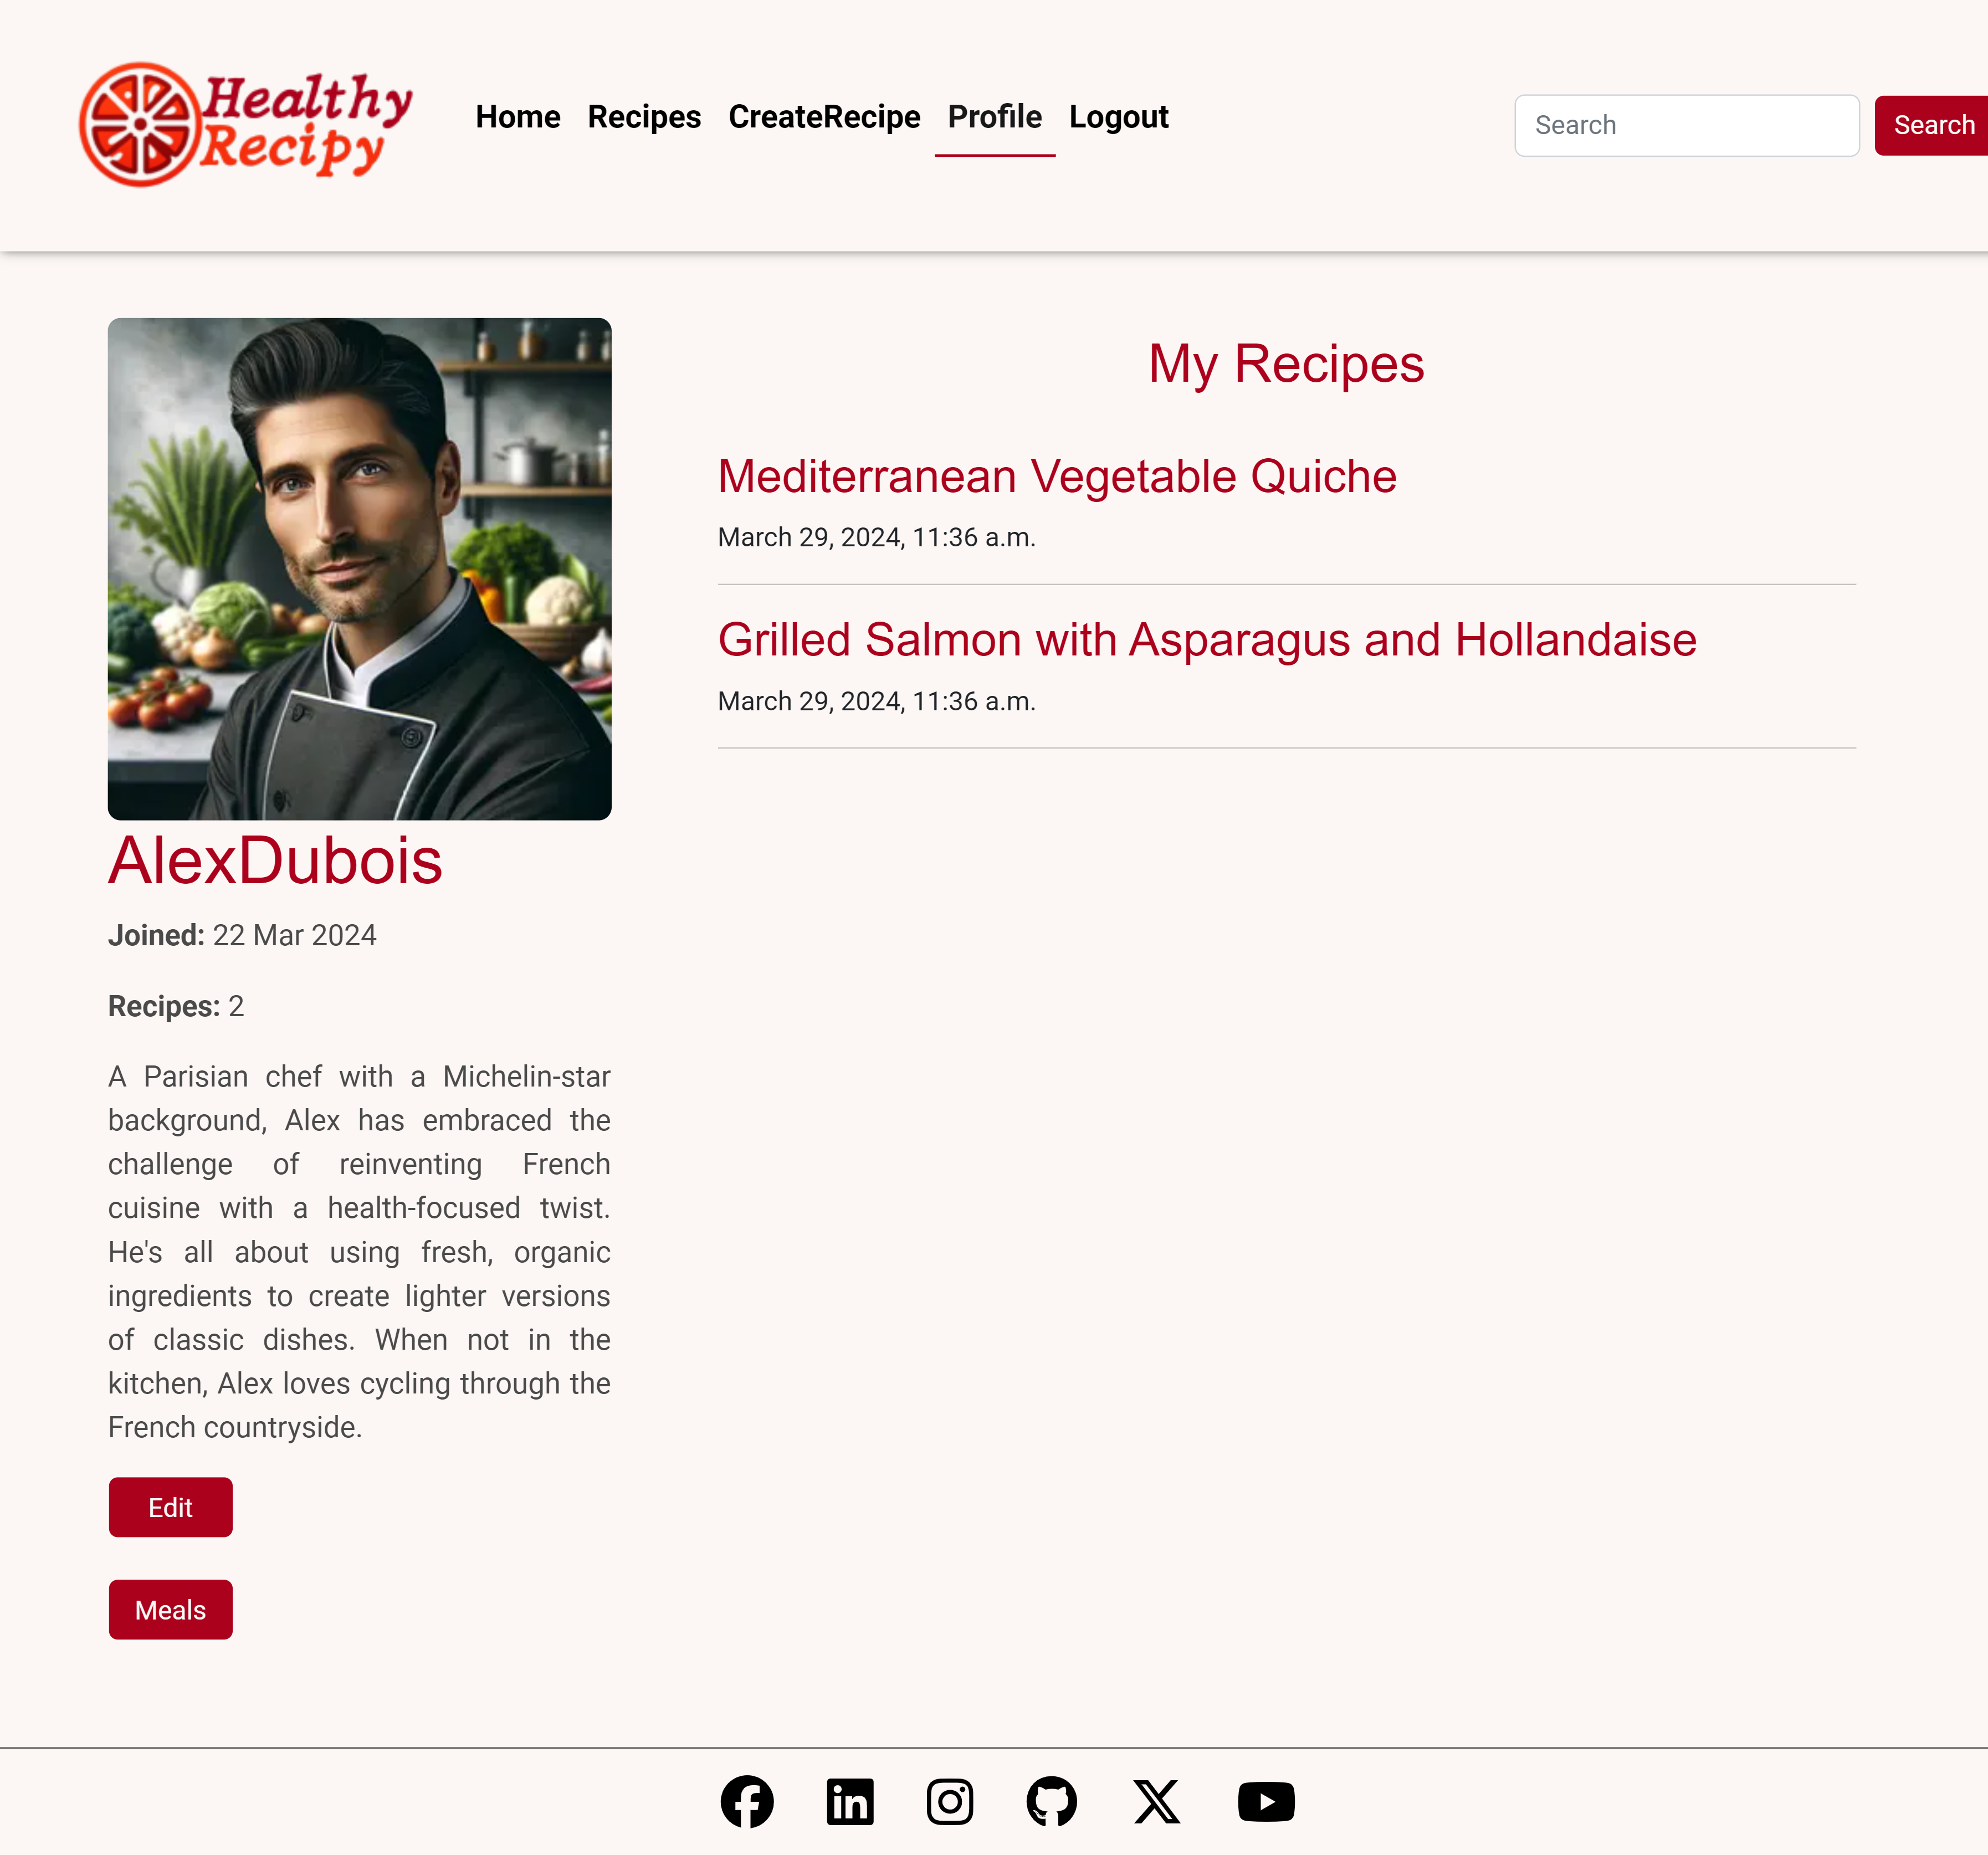 Healthy
Recipy
Home Recipes CreateRecipe Profile Logout
Search Search
My Recipes
Mediterranean Vegetable Quiche
March 29, 2024, 11:36 a.m.
Grilled Salmon with Asparagus and Hollandaise
March 29, 2024, 11:36 a.m.
AlexDubois
Joined: 22 Mar 2024
Recipes: 2
A Parisian chef with a Michelin-star
background, Alex has embraced the
challenge of reinventing French
cuisine with a health-focused twist.
He's all about using fresh, organic
ingredients to create lighter versions
of classic dishes. When not in the
kitchen, Alex loves cycling through the
French countryside.
Edit
Meals